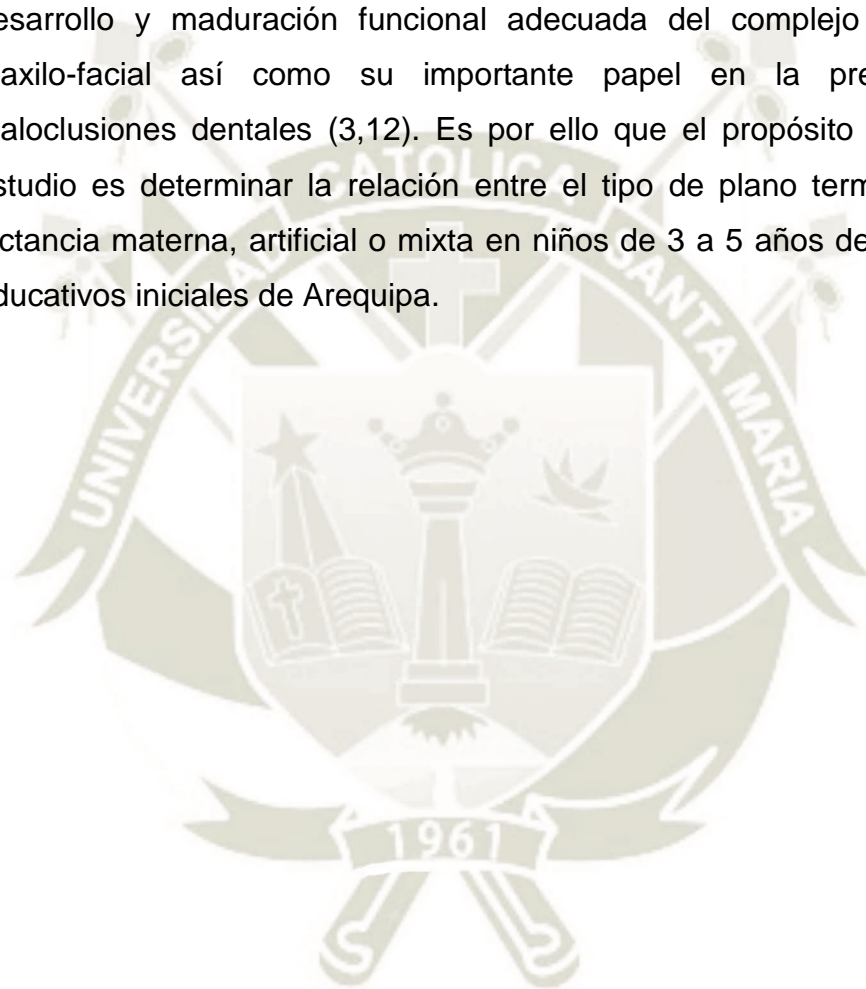 esarrollo y maduración funcional adecuada del complejo
axilo-facial así como su importante papel en la pre
aloclusiones dentales (3,12). Es por ello que el propósito
studio es determinar la relación entre el tipo de plano term
ctancia materna, artificial o mixta en niños de 3 a 5 años de
ducativos iniciales de Arequipa.
UNIVERSIDAD CATOLICA SANTA MARIA
1961